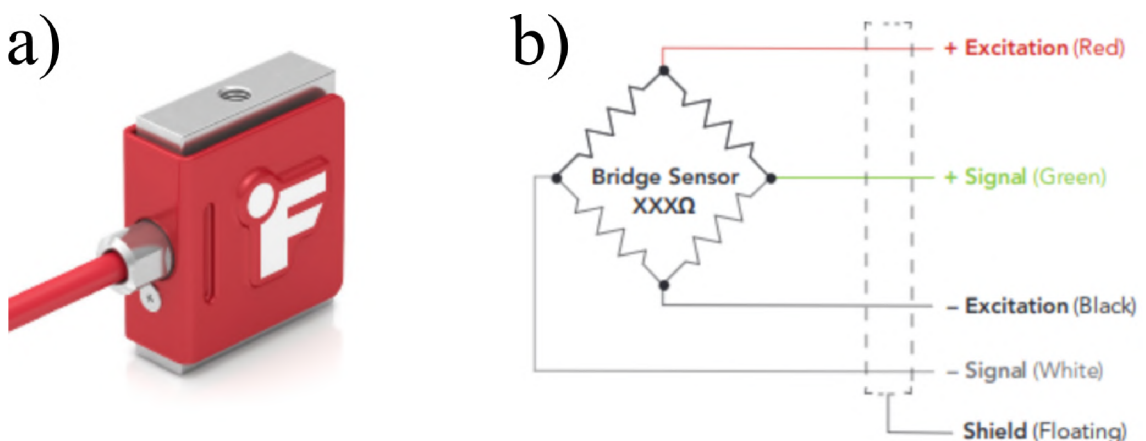 a)
b)
+ Excitation (Red)
Bridge Sensor
XXXΩ
+ Signal (Green)
– Excitation (Black)
– Signal (White)
Shield (Floating)